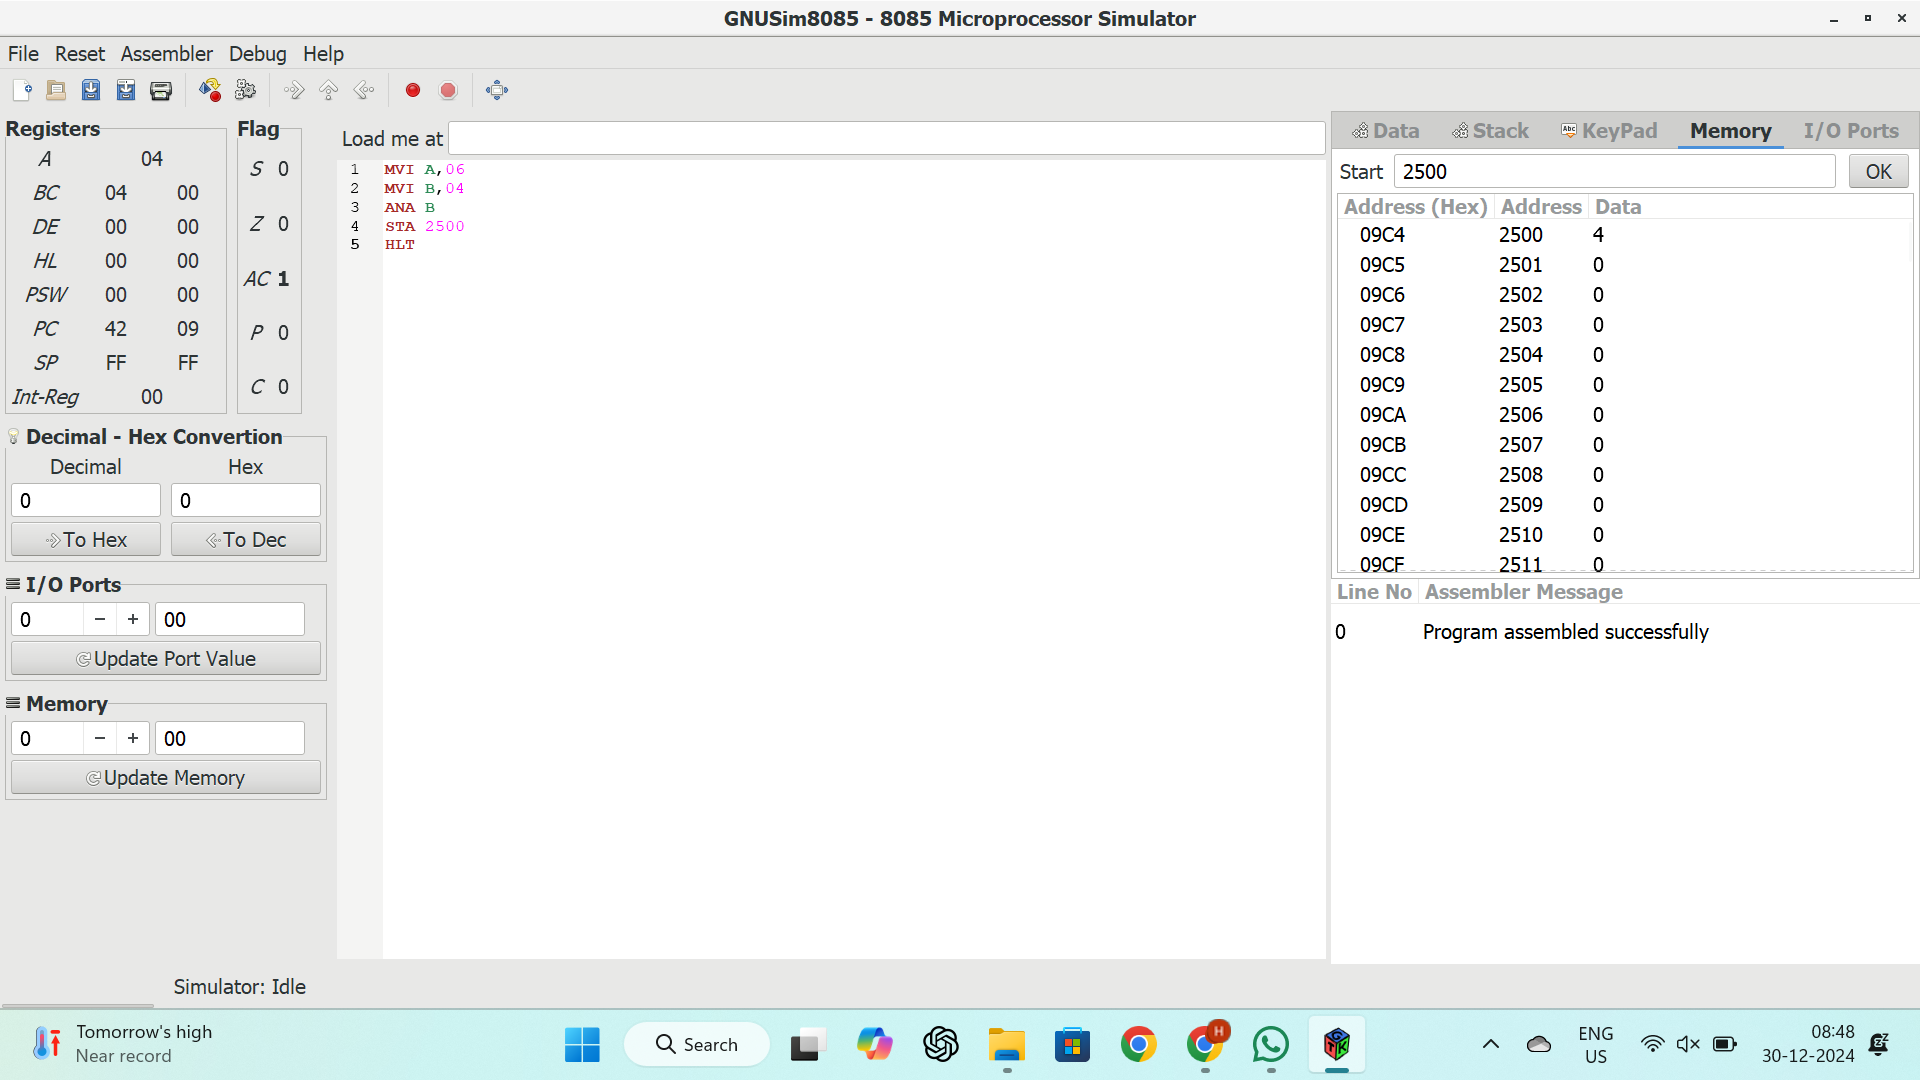 GNUSim8085 - 8085 Microprocessor Simulator
File Reset Assembler Debug Help
Registers
A 04
BC 04 00
DE 00 00
HL 00 00
PSW 00 00
PC 42 09
SP FF FF
Int-Reg 00
Flag
S 0
Z 0
AC 1
P 0
C 0
Decimal - Hex Convertion
Decimal Hex
0 0
To Hex To Dec
I/O Ports
0 − + 00
Update Port Value
Memory
0 − + 00
Update Memory
Simulator: Idle
Load me at
1 MVI A,06
2 MVI B,04
3 ANA B
4 STA 2500
5 HLT
Data Stack Abc KeyPad Memory I/O Ports
Start 2500 OK
Address (Hex) Address Data
09C4 2500 4
09C5 2501 0
09C6 2502 0
09C7 2503 0
09C8 2504 0
09C9 2505 0
09CA 2506 0
09CB 2507 0
09CC 2508 0
09CD 2509 0
09CE 2510 0
09CF 2511 0
Line No Assembler Message
0 Program assembled successfully
Tomorrow's high
Near record
Search
H
GTK
ENG
US
08:48
30-12-2024